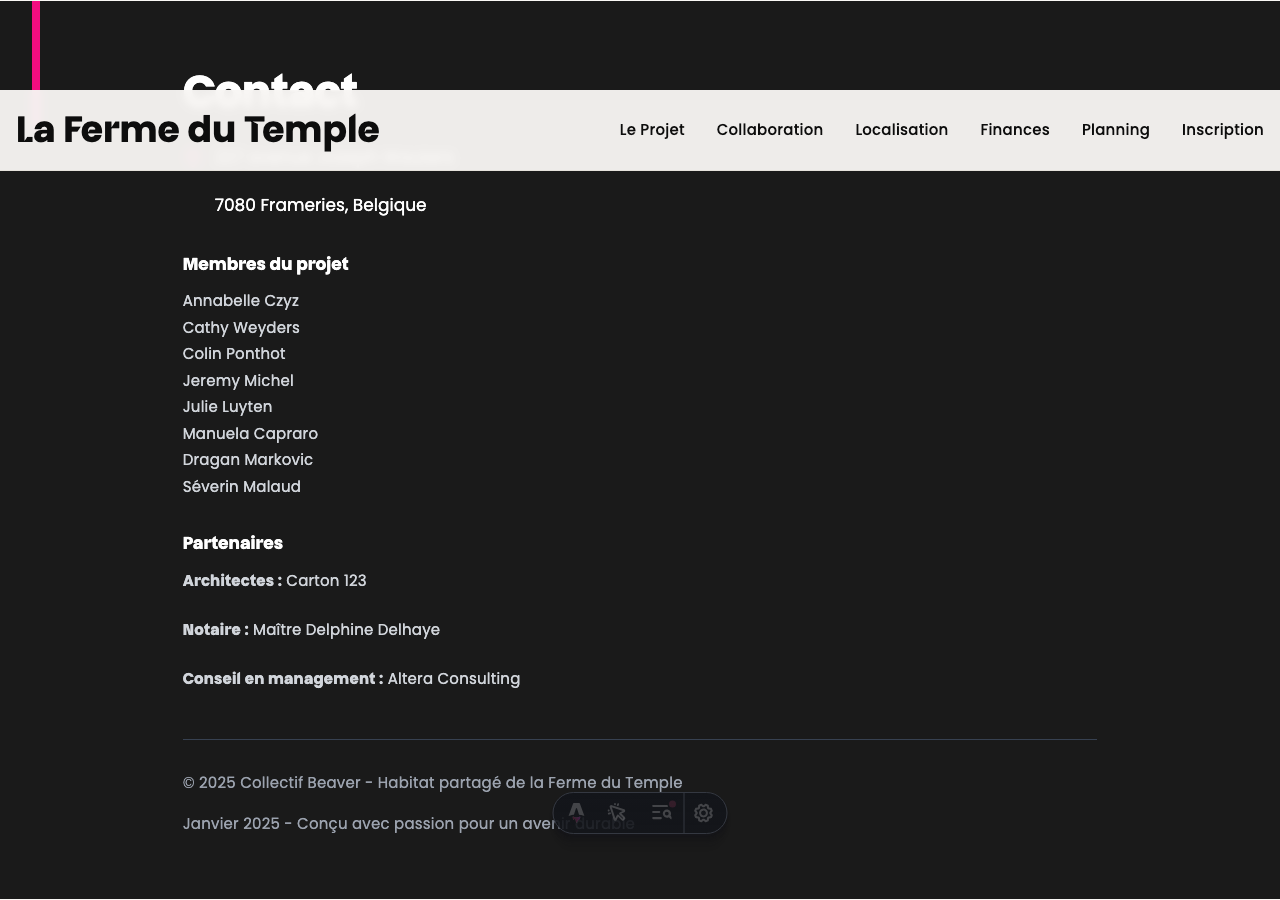 Contact
La Ferme du Temple
Le Projet
Collaboration
Localisation
Finances
Planning
Inscription
7080 Frameries, Belgique
Membres du projet
Annabelle Czyz
Cathy Weyders
Colin Ponthot
Jeremy Michel
Julie Luyten
Manuela Capraro
Dragan Markovic
Séverin Malaud
Partenaires
Architectes : Carton 123
Notaire : Maître Delphine Delhaye
Conseil en management : Altera Consulting
© 2025 Collectif Beaver - Habitat partagé de la Ferme du Temple
Janvier 2025 - Conçu avec passion pour un avenir durable